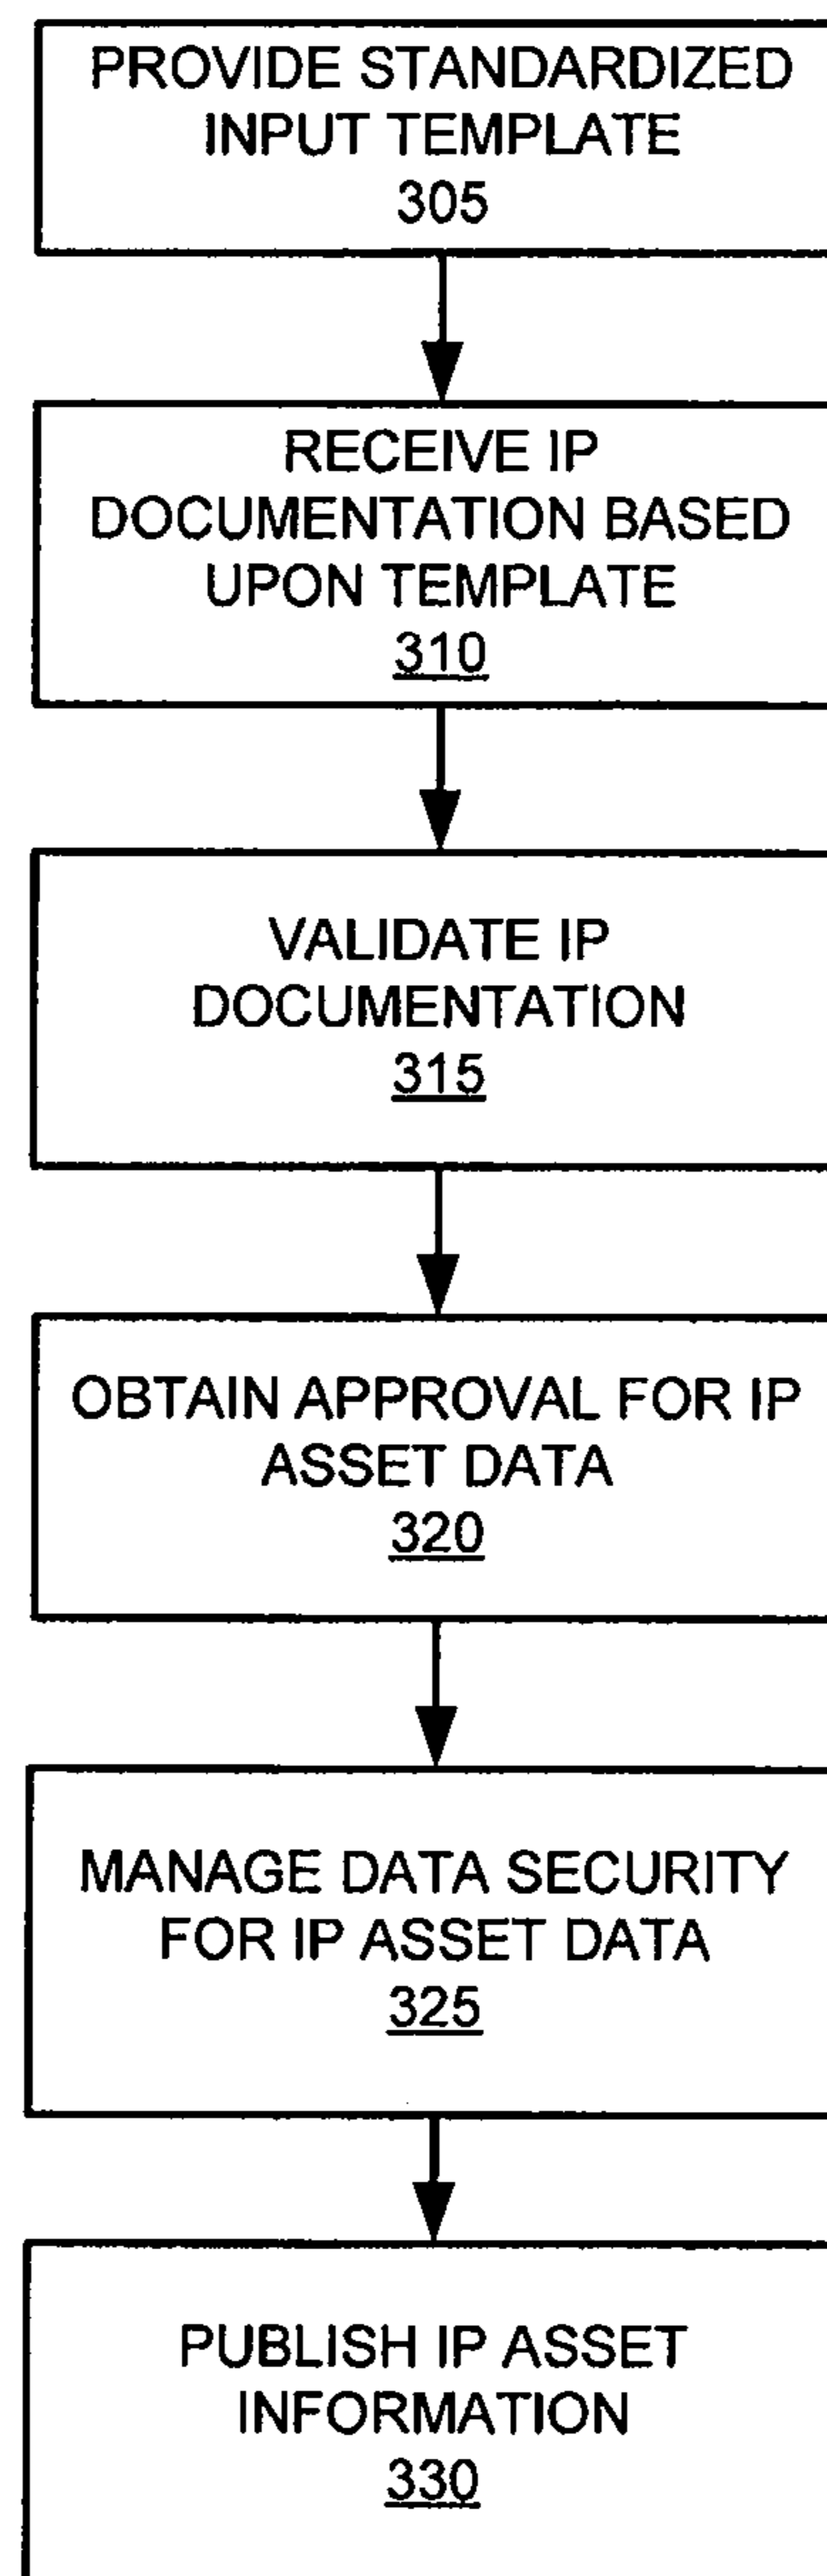 PROVIDE STANDARDIZED
INPUT TEMPLATE
305
RECEIVE IP
DOCUMENTATION BASED
UPON TEMPLATE
310
VALIDATE IP
DOCUMENTATION
315
OBTAIN APPROVAL FOR IP
ASSET DATA
320
MANAGE DATA SECURITY
FOR IP ASSET DATA
325
PUBLISH IP ASSET
INFORMATION
330